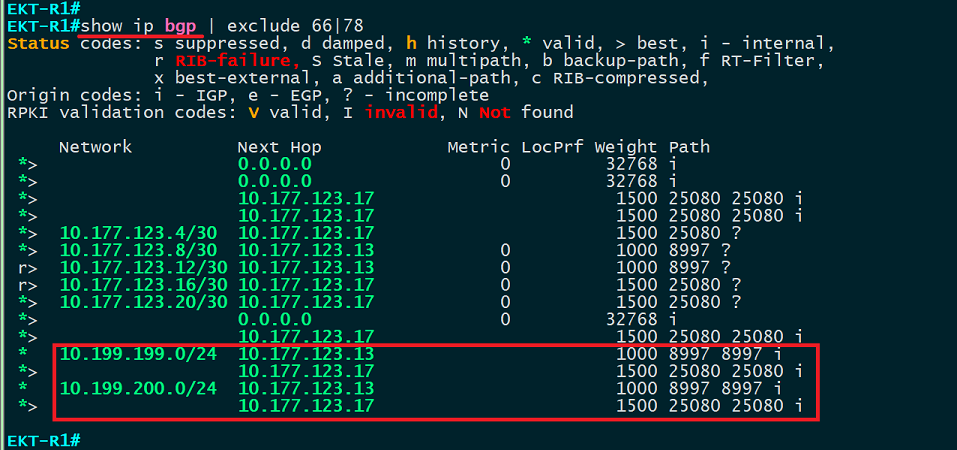 EKT-R1#
EKT-R1#show ip bgp | exclude 66|78
Status codes: s suppressed, d damped, h history, * valid, > best, i - internal,
r RIB-failure, S Stale, m multipath, b backup-path, f RT-Filter,
x best-external, a additional-path, c RIB-compressed,
Origin codes: i - IGP, e - EGP, ? - incomplete
RPKI validation codes: V valid, I invalid, N Not found
Network Next Hop Metric LocPrf Weight Path
*> 0.0.0.0 0 32768 i
*> 0.0.0.0 0 32768 i
*> 10.177.123.17 1500 25080 25080 i
*> 10.177.123.17 1500 25080 25080 i
*> 10.177.123.4/30 10.177.123.17 1500 25080 ?
*> 10.177.123.8/30 10.177.123.13 0 1000 8997 ?
r> 10.177.123.12/30 10.177.123.13 0 1000 8997 ?
r> 10.177.123.16/30 10.177.123.17 1500 25080 ?
*> 10.177.123.20/30 10.177.123.17 1500 25080 ?
*> 0.0.0.0 0 32768 i
*> 10.177.123.17 1500 25080 25080 i
* 10.199.199.0/24 10.177.123.13 1000 8997 8997 i
*> 10.177.123.17 1500 25080 25080 i
* 10.199.200.0/24 10.177.123.13 1000 8997 8997 i
*> 10.177.123.17 1500 25080 25080 i
EKT-R1#